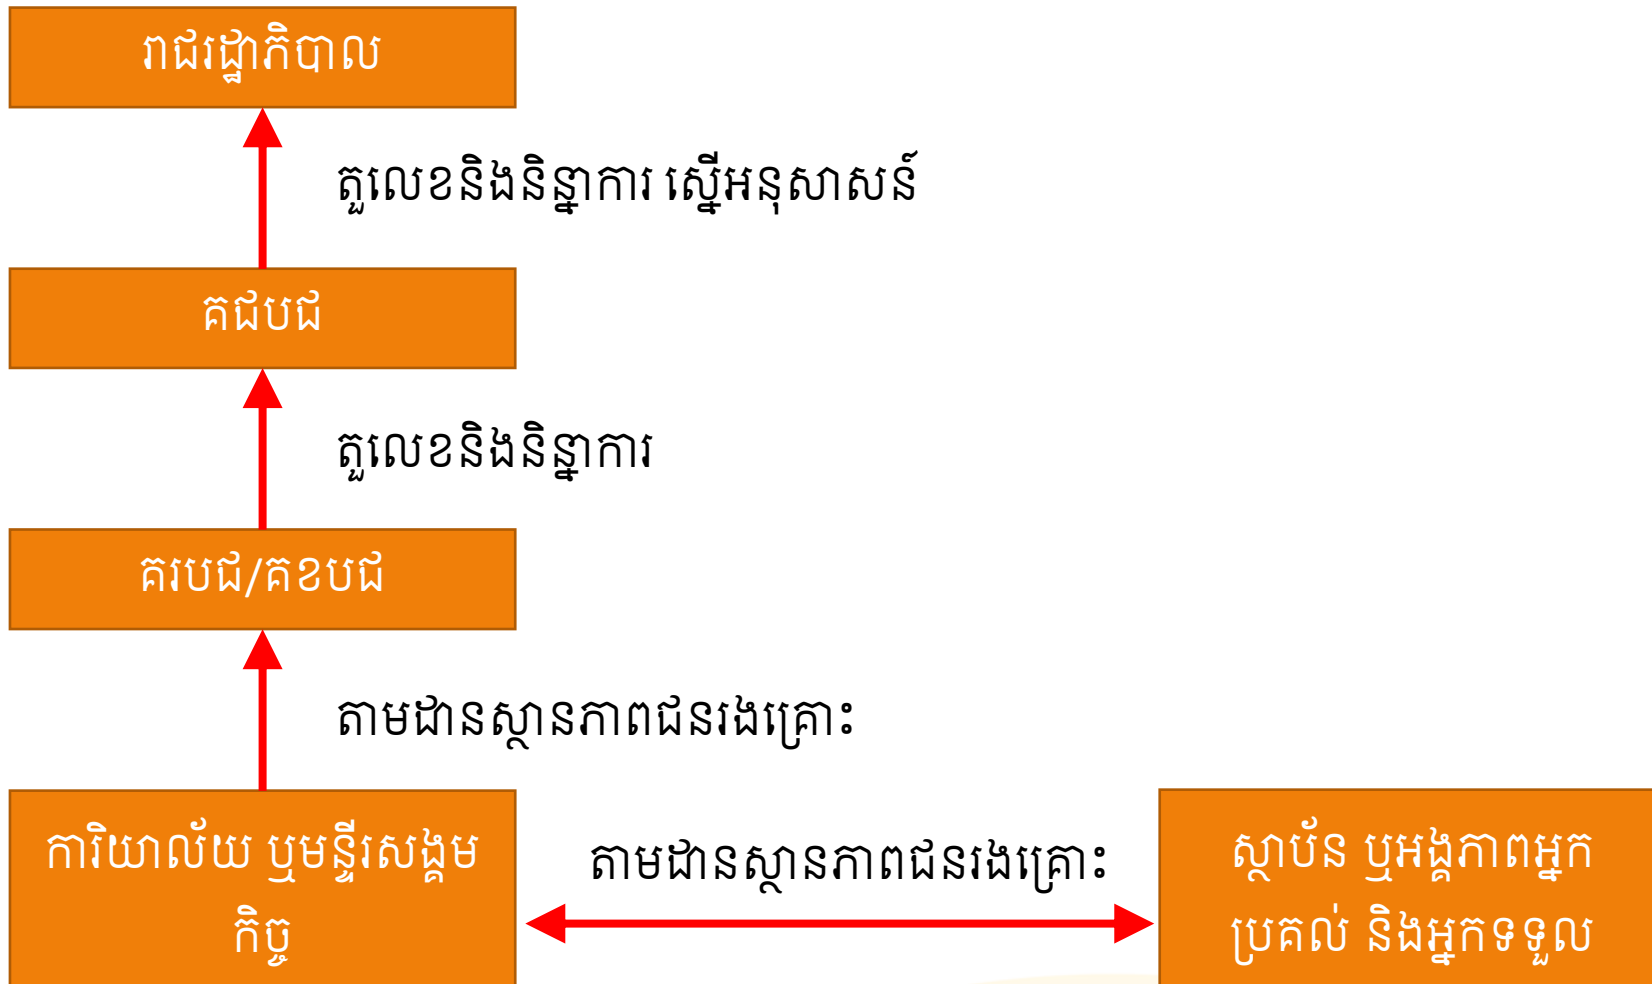 រាជរដ្ឋាភិបាល
តួលេខនិងនិន្នាការ ស្នើអនុសាសន៍
គជបជ
តួលេខនិងនិន្នាការ
គរបជ/គខបជ
តាមដានស្ថានភាពជនរងគ្រោះ
ការិយាល័យ ឬមន្ទីរសង្គម
កិច្ច
តាមដានស្ថានភាពជនរងគ្រោះ
ស្ថាប័ន ឬអង្គភាពអ្នក
ប្រគល់ និងអ្នកទទួល